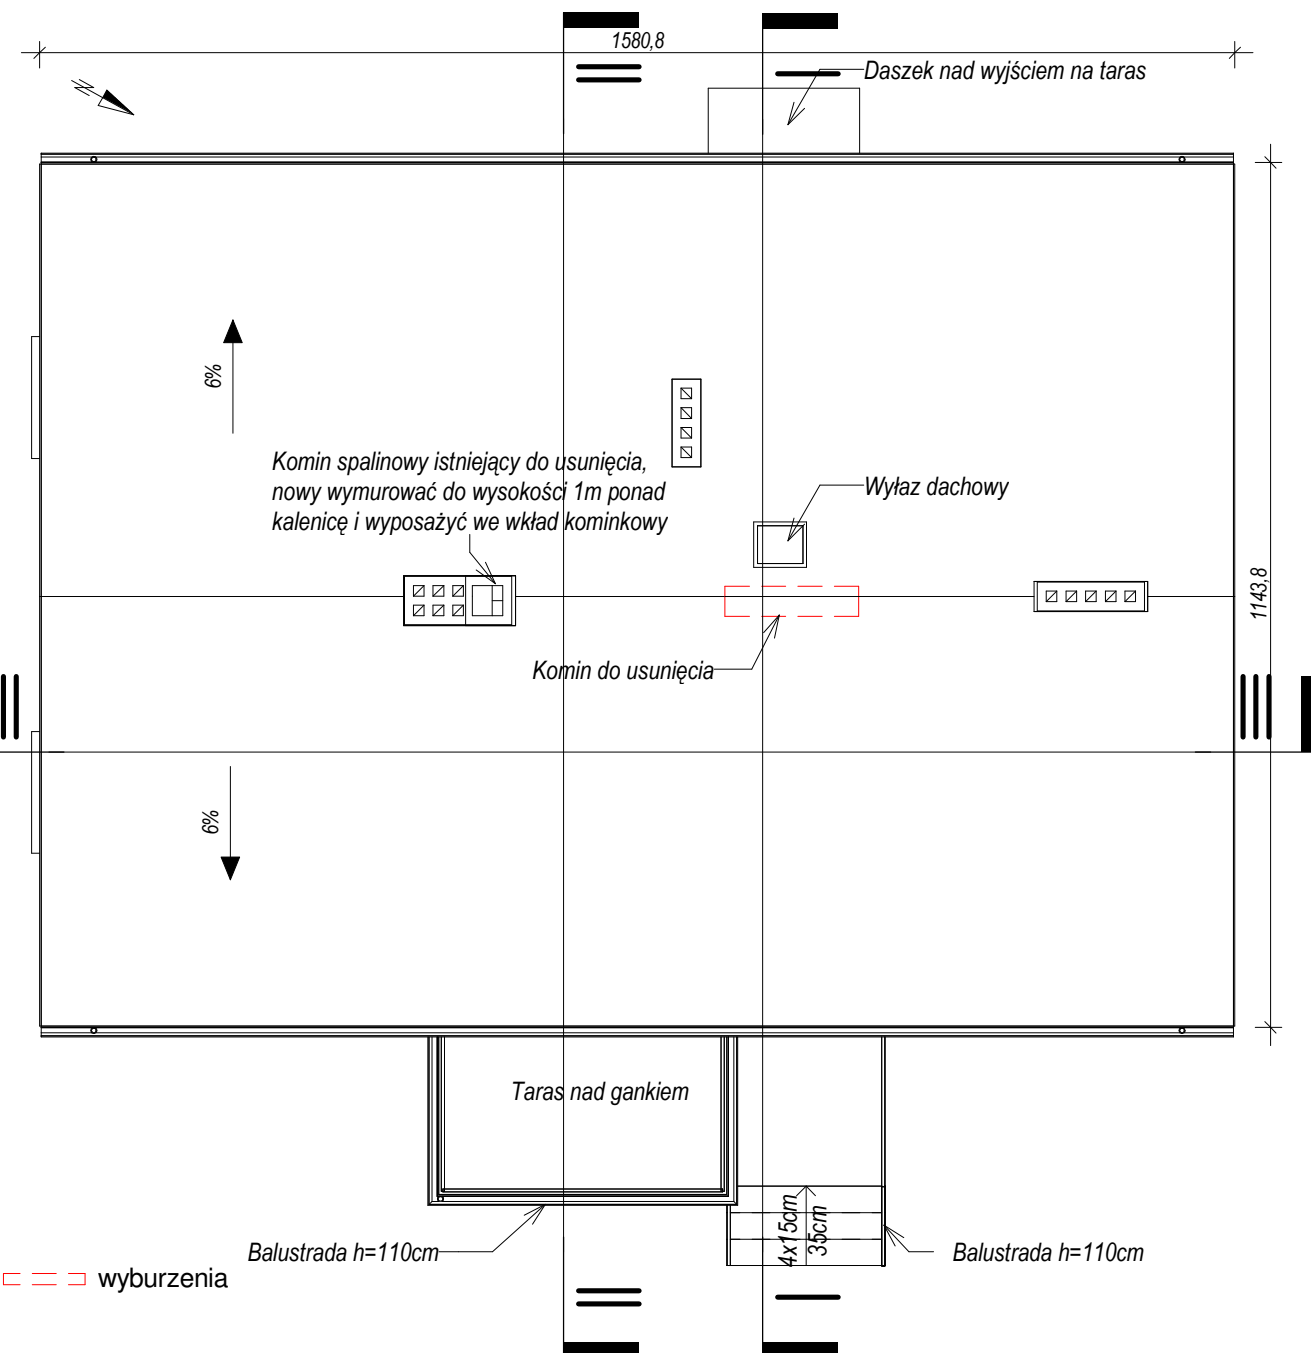 1580,8
Daszek nad wyjściem na taras
N
6%
Komin spalinowy istniejący do usunięcia,
nowy wymurować do wysokości 1m ponad
kalenicę i wyposażyć we wkład kominkowy
Wyłaz dachowy
1143,8
Komin do usunięcia
6%
Taras nad gankiem
4x15cm
35cm
Balustrada h=110cm
Balustrada h=110cm
wyburzenia